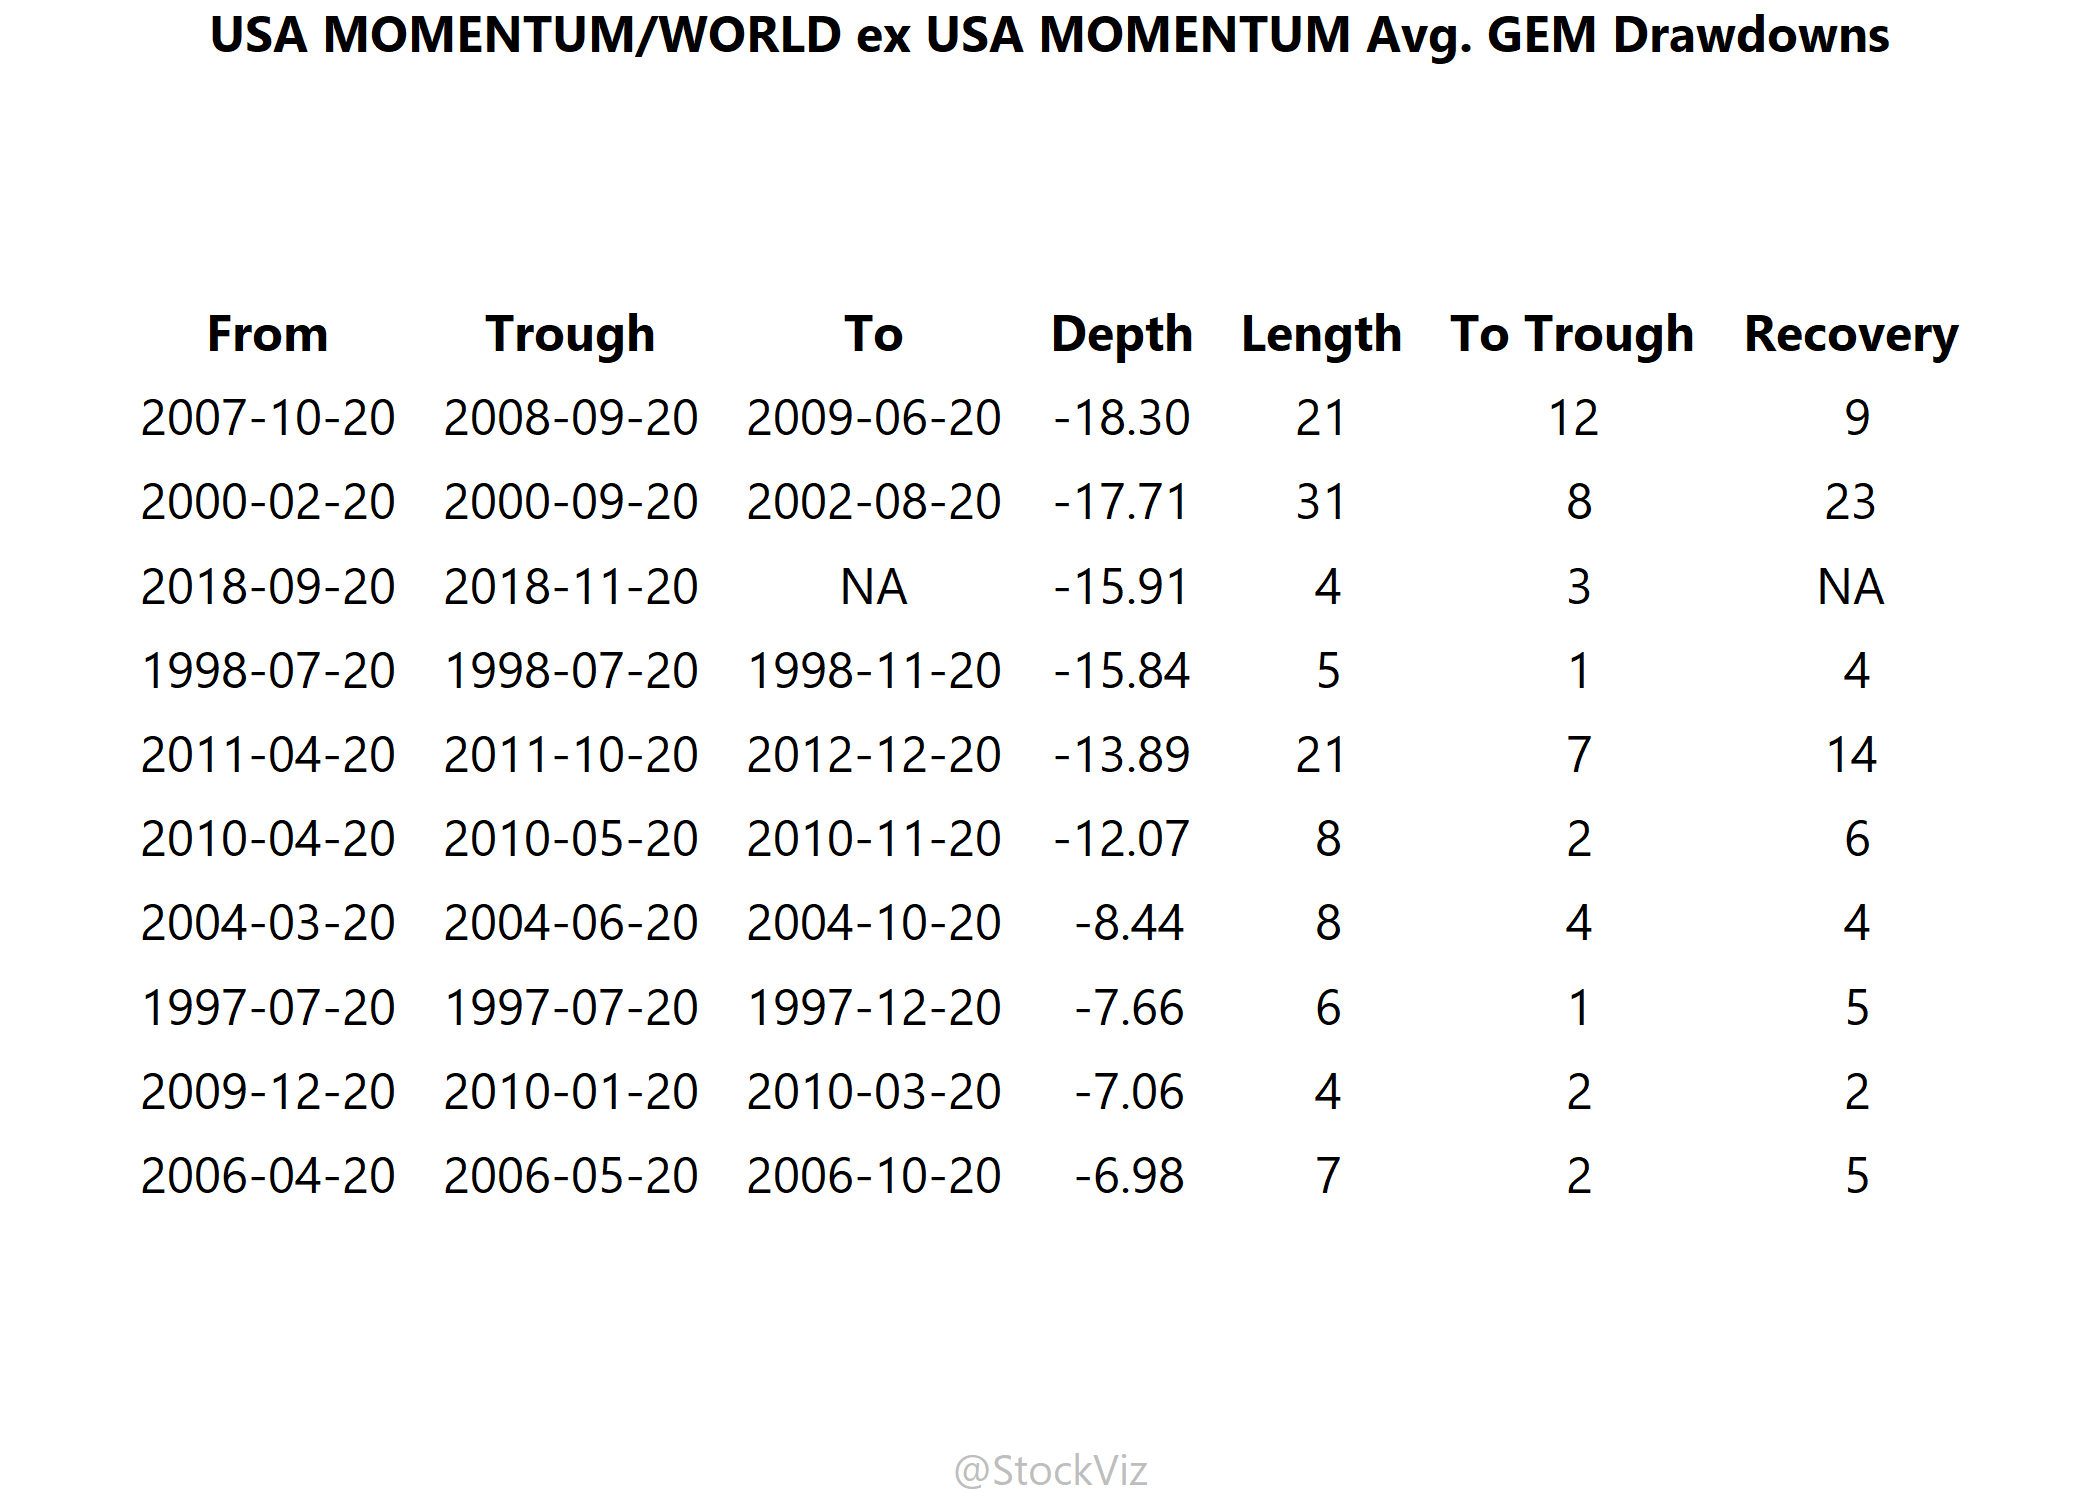 USA MOMENTUM/WORLD ex USA MOMENTUM Avg. GEM Drawdowns
From Trough To Depth Length To Trough Recovery
2007-10-20 2008-09-20 2009-06-20 -18.30 21 12 9
2000-02-20 2000-09-20 2002-08-20 -17.71 31 8 23
2018-09-20 2018-11-20 NA -15.91 4 3 NA
1998-07-20 1998-07-20 1998-11-20 -15.84 5 1 4
2011-04-20 2011-10-20 2012-12-20 -13.89 21 7 14
2010-04-20 2010-05-20 2010-11-20 -12.07 8 2 6
2004-03-20 2004-06-20 2004-10-20 -8.44 8 4 4
1997-07-20 1997-07-20 1997-12-20 -7.66 6 1 5
2009-12-20 2010-01-20 2010-03-20 -7.06 4 2 2
2006-04-20 2006-05-20 2006-10-20 -6.98 7 2 5
@StockViz